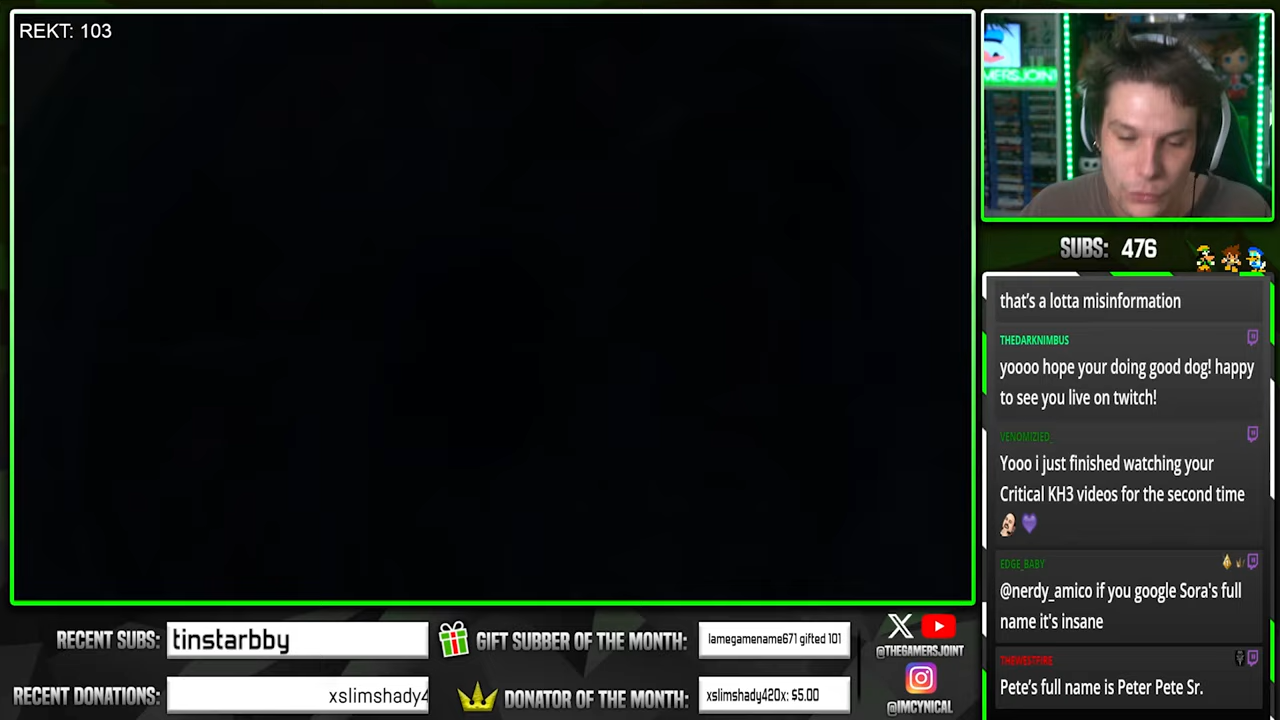 REKT: 103
SUBS: 476
that's a lotta misinformation
THEDARKNIMBUS
yoooo hope your doing good dog! happy
to see you live on twitch!
VENOMIZIED_
Yooo i just finished watching your
Critical KH3 videos for the second time
EDGE_BABY
@nerdy_amico if you google Sora's full
name it's insane
THEWESTFIRE
Pete's full name is Peter Pete Sr.
RECENT SUBS: tinstarbby
GIFT SUBBER OF THE MONTH: lamegamename671 gifted 101
@THEGAMERSJOINT
RECENT DONATIONS: xslimshady4
DONATOR OF THE MONTH: xslimshady420x: $5.00
@IMCYNICAL